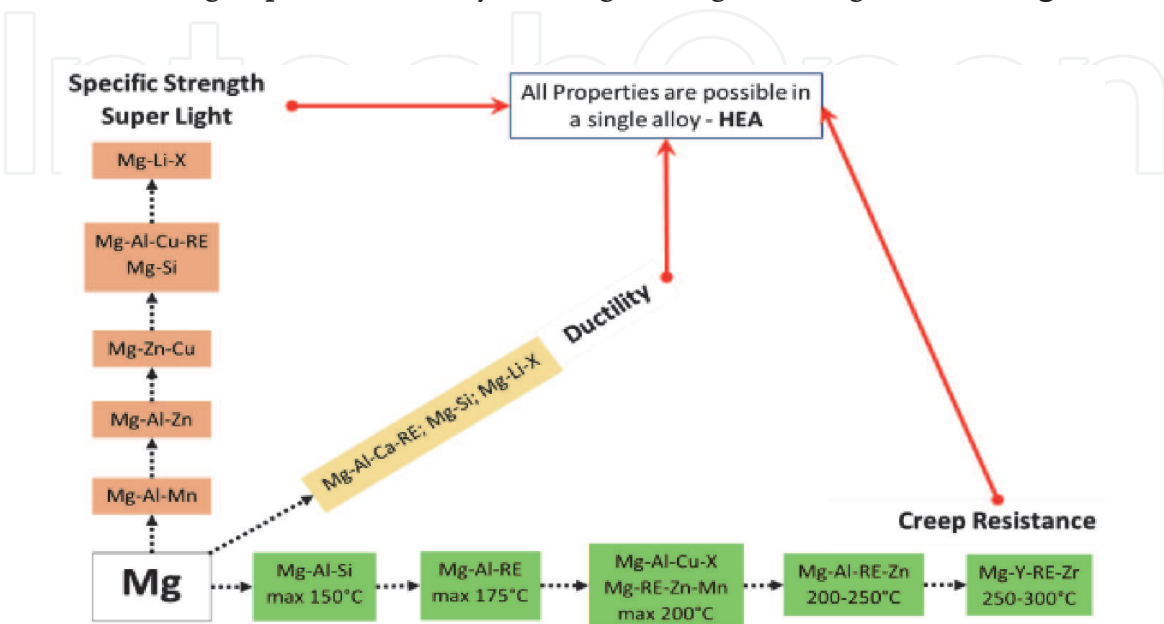 IntechOpen
Specific Strength
Super Light
All Properties are possible in
a single alloy - HEA
Mg-Li-X
Mg-Al-Cu-RE
Mg-Si
Mg-Zn-Cu
Mg-Al-Zn
Mg-Al-Mn
Ductility
Mg-Al-Ca-RE; Mg-Si; Mg-Li-X
Creep Resistance
Mg
Mg-Al-Si
max 150°C
Mg-Al-RE
max 175°C
Mg-Al-Cu-X
Mg-RE-Zn-Mn
max 200°C
Mg-Al-RE-Zn
200-250°C
Mg-Y-RE-Zr
250-300°C